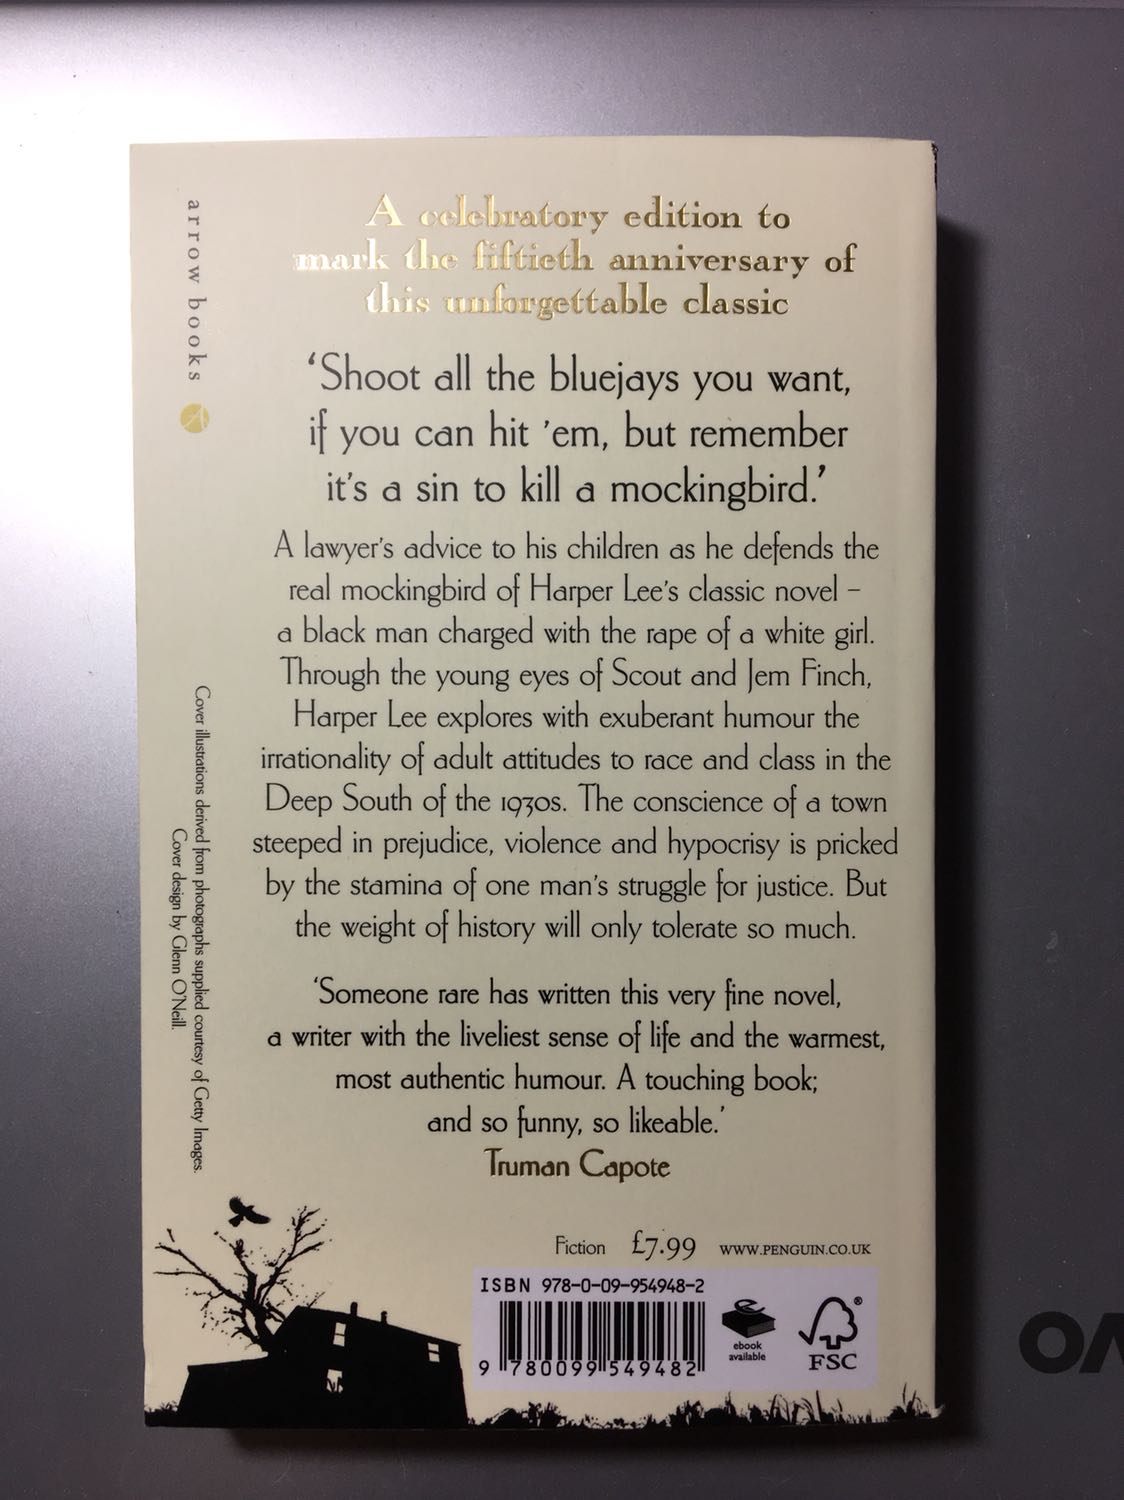 A celebratory edition to
mark the fiftieth anniversary of
this unforgettable classic
‘Shoot all the bluejays you want,
if you can hit ’em, but remember
it’s a sin to kill a mockingbird.’
A lawyer’s advice to his children as he defends the
real mockingbird of Harper Lee’s classic novel –
a black man charged with the rape of a white girl.
Through the young eyes of Scout and Jem Finch,
Harper Lee explores with exuberant humour the
irrationality of adult attitudes to race and class in the
Deep South of the 1930s. The conscience of a town
steeped in prejudice, violence and hypocrisy is pricked
by the stamina of one man’s struggle for justice. But
the weight of history will only tolerate so much.
‘Someone rare has written this very fine novel,
a writer with the liveliest sense of life and the warmest,
most authentic humour. A touching book;
and so funny, so likeable.’
Truman Capote
Fiction £7.99 WWW.PENGUIN.CO.UK
ISBN 978-0-09-954948-2
9 780099 549482
ebook
available
® FSC
arrow books
A
Cover illustrations derived from photographs supplied courtesy of Getty Images.
Cover design by Glenn O’Neill.